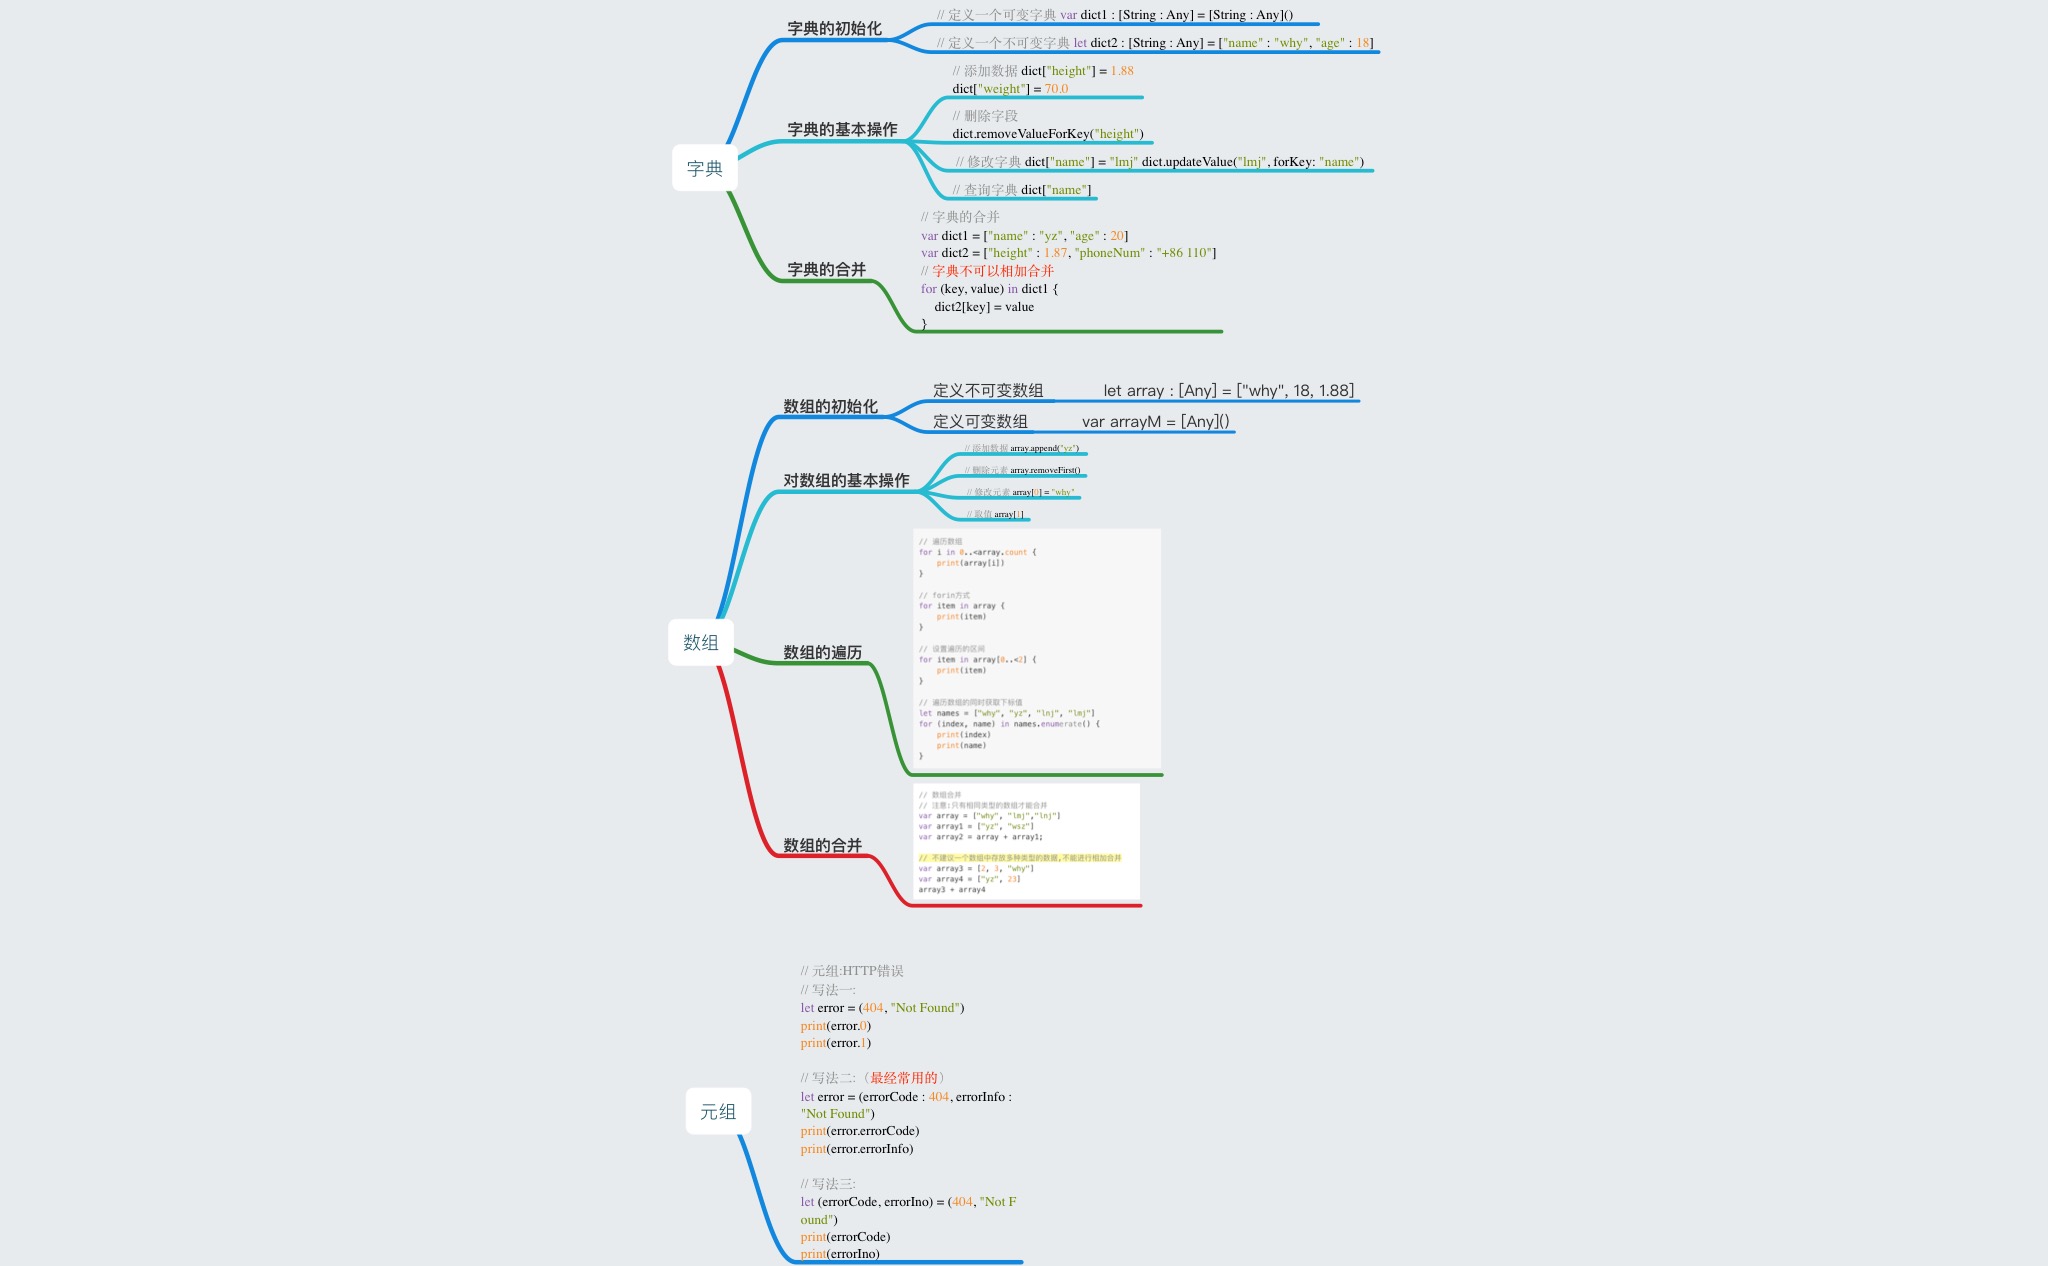 字典
字典的初始化
// 定义一个可变字典 var dict1 : [String : Any] = [String : Any]()
// 定义一个不可变字典 let dict2 : [String : Any] = ["name" : "why", "age" : 18]
字典的基本操作
// 添加数据 dict["height"] = 1.88
dict["weight"] = 70.0
// 删除字段
dict.removeValueForKey("height")
// 修改字典 dict["name"] = "lmj" dict.updateValue("lmj", forKey: "name")
// 查询字典 dict["name"]
字典的合并
// 字典的合并
var dict1 = ["name" : "yz", "age" : 20]
var dict2 = ["height" : 1.87, "phoneNum" : "+86 110"]
// 字典不可以相加合并
for (key, value) in dict1 {
    dict2[key] = value
}
数组
数组的初始化
定义不可变数组 let array : [Any] = ["why", 18, 1.88]
定义可变数组 var arrayM = [Any]()
对数组的基本操作
// 添加数据 array.append("yz")
// 删除元素 array.removeFirst()
// 修改元素 array[0] = "why"
// 取值 array[1]
数组的遍历
// 遍历数组
for i in 0..<array.count {
    print(array[i])
}
// forin方式
for item in array {
    print(item)
}
// 设置遍历的区间
for item in array[0..<2] {
    print(item)
}
// 遍历数组的同时获取下标值
let names = ["why", "yz", "lnj", "lmj"]
for (index, name) in names.enumerate() {
    print(index)
    print(name)
}
数组的合并
// 数组合并
// 注意:只有相同类型的数组才能合并
var array = ["why", "lmj","lnj"]
var array1 = ["yz", "wsz"]
var array2 = array + array1;
// 不建议一个数组中存放多种类型的数据,不能进行相加合并
var array3 = [2, 3, "why"]
var array4 = ["yz", 23]
array3 + array4
元组
// 元组:HTTP错误
// 写法一:
let error = (404, "Not Found")
print(error.0)
print(error.1)
// 写法二:（最经常用的）
let error = (errorCode : 404, errorInfo :
"Not Found")
print(error.errorCode)
print(error.errorInfo)
// 写法三:
let (errorCode, errorIno) = (404, "Not F
ound")
print(errorCode)
print(errorIno)